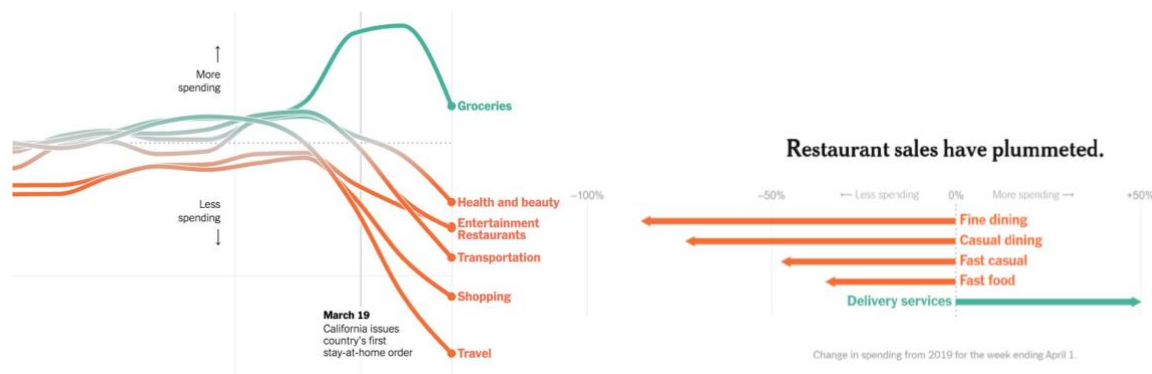 ↑
More
spending
Groceries
Less
spending
↓
Health and beauty
Entertainment
Restaurants
Transportation
Shopping
Travel
March 19
California issues
country's first
stay-at-home order
Restaurant sales have plummeted.
-100% -50% ← Less spending 0% More spending → +50%
Fine dining
Casual dining
Fast casual
Fast food
Delivery services
Change in spending from 2019 for the week ending April 1.